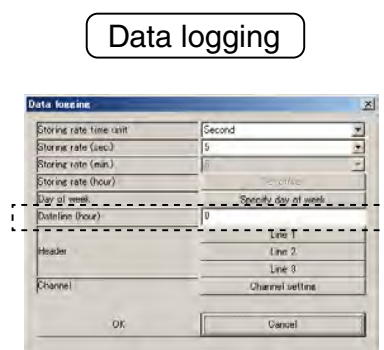 Data logging
Data logging
Storing rate time unit Second
Storing rate (sec.) 5
Storing rate (min.)
Storing rate (hour)
Day of week Specify day of week
Dateline (hour) 0
Line 1
Header Line 2
Line 3
Channel Channel setting
OK Cancel